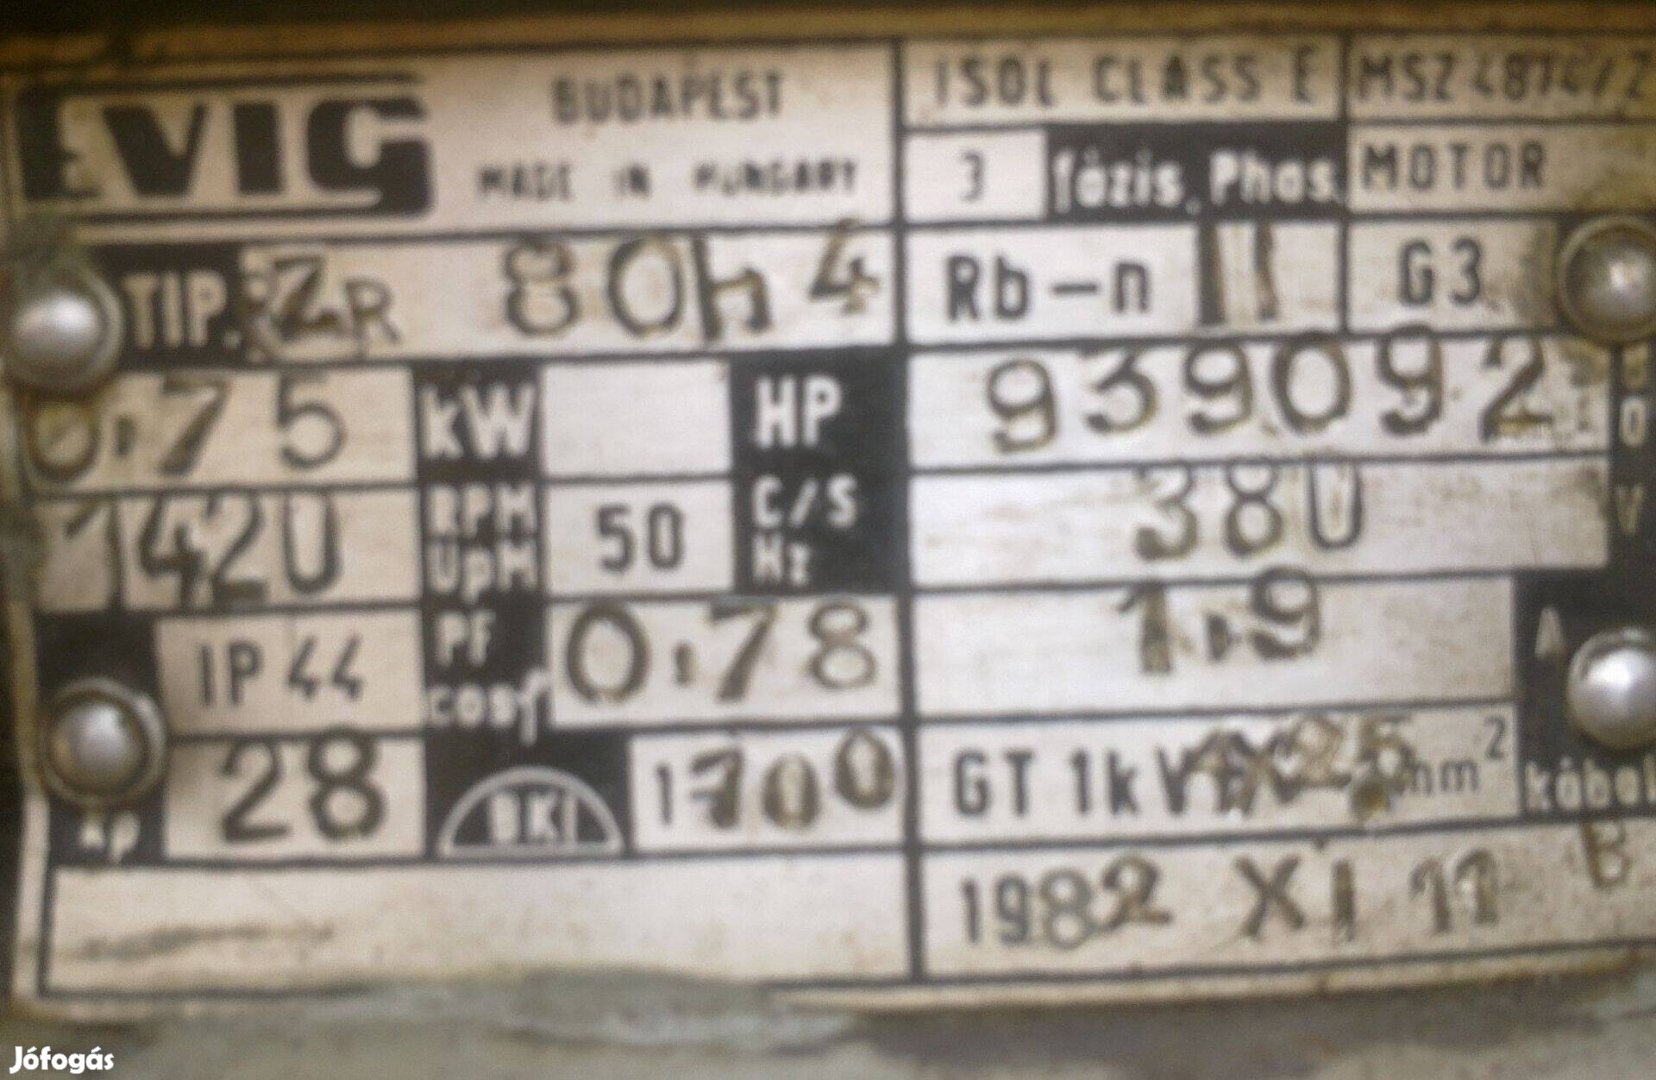 EVIG
BUDAPEST
MADE IN HUNGARY
ISOL CLASS E
MSZ 4874/2
3 fázis. Phas.
MOTOR
TIP. ZR 80h4
Rb-n II
G3
0.75 kW HP
939092
1420 RPM UpM 50 C/S Hz
380 V
IP 44 PF cosφ 0.78
1.9 A
kp 28 BKI 1700
GT 1kV mm² kábel
1982 XI 11 B
Jófogás